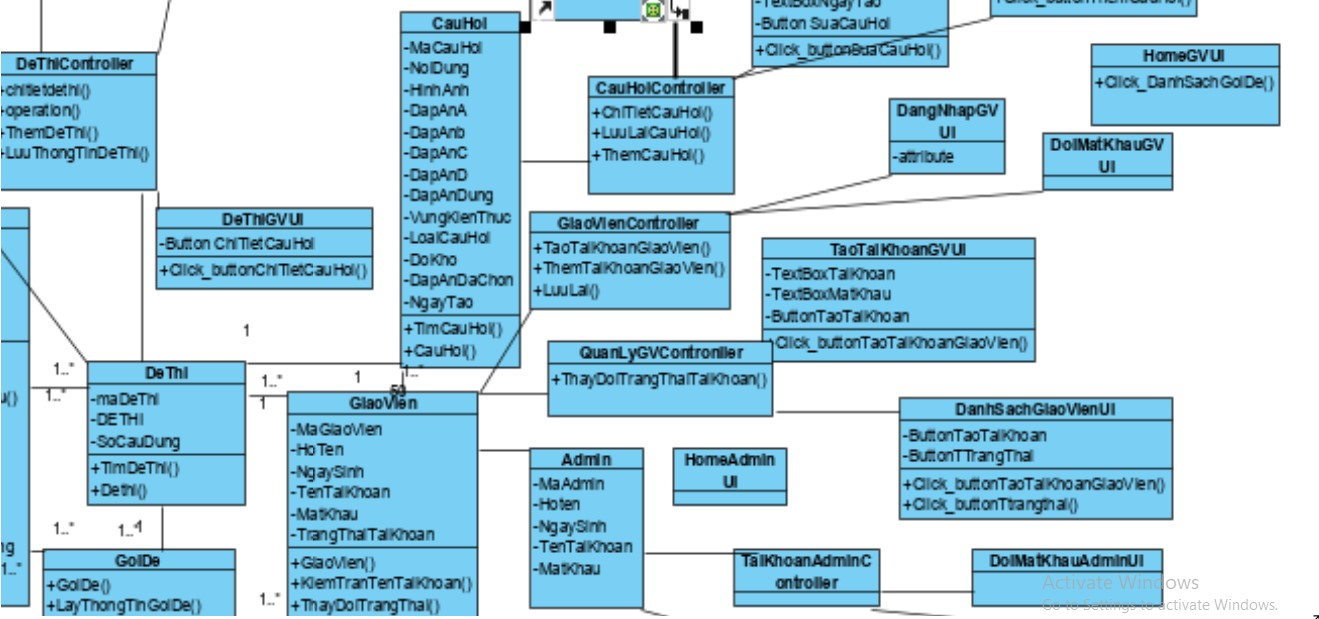 -TextBoxNgayTao
-Button SuaCauHoi
+Click_buttonSuaCauHoi()
DeThiController
+chitietdethi()
+operation()
+ThemDeThi()
+LuuThongTinDeThi()
CauHoi
-MaCauHoi
-NoiDung
-HinhAnh
-DapAnA
-DapAnb
-DapAnC
-DapAnD
-DapAnDung
-VungKienThuc
-LoaiCauHoi
-DoKho
-DapAnDaChon
-NgayTao
+TimCauHoi()
+CauHoi()
CauHoiController
+ChiTietCauHoi()
+LuuLaiCauHoi()
+ThemCauHoi()
HomeGVUI
+Click_DanhSachGoiDe()
DangNhapGV
UI
-attribute
DoiMatKhauGV
UI
DeThiGVUI
-Button ChiTietCauHoi
+Click_buttonChiTietCauHoi()
GiaoVienController
+TaoTaiKhoanGiaoVien()
+ThemTaiKhoanGiaoVien()
+LuuLai()
TaoTaiKhoanGVUI
-TextBoxTaiKhoan
-TextBoxMatKhau
-ButtonTaoTaiKhoan
+Click_buttonTaoTaiKhoanGiaoVien()
1
QuanLyGVControniler
+ThayDoiTrangThaiTaiKhoan()
1..*
1..*
1..*
1
1
1..*
50
DeThi
-maDeThi
-DETHI
-SoCauDung
+TimDeThi()
+Dethi()
GiaoVien
-MaGiaoVien
-HoTen
-NgaySinh
-TenTaiKhoan
-MatKhau
-TrangThaiTaiKhoan
+GiaoVien()
+KiemTranTenTaiKhoan()
+ThayDoiTrangThai()
DanhSachGiaoVienUI
-ButtonTaoTaiKhoan
-ButtonTTrangThai
+Click_buttonTaoTaiKhoanGiaoVien()
+Click_buttonTtrangthai()
Admin
-MaAdmin
-Hoten
-NgaySinh
-TenTaiKhoan
-MatKhau
HomeAdmin
UI
1..*
1..*
1..*
1..*
GoiDe
+GoiDe()
+LayThongTinGoiDe()
TaiKhoanAdminC
ontroller
DoiMatKhauAdminUI
Activate Windows
Go to Settings to activate Windows.